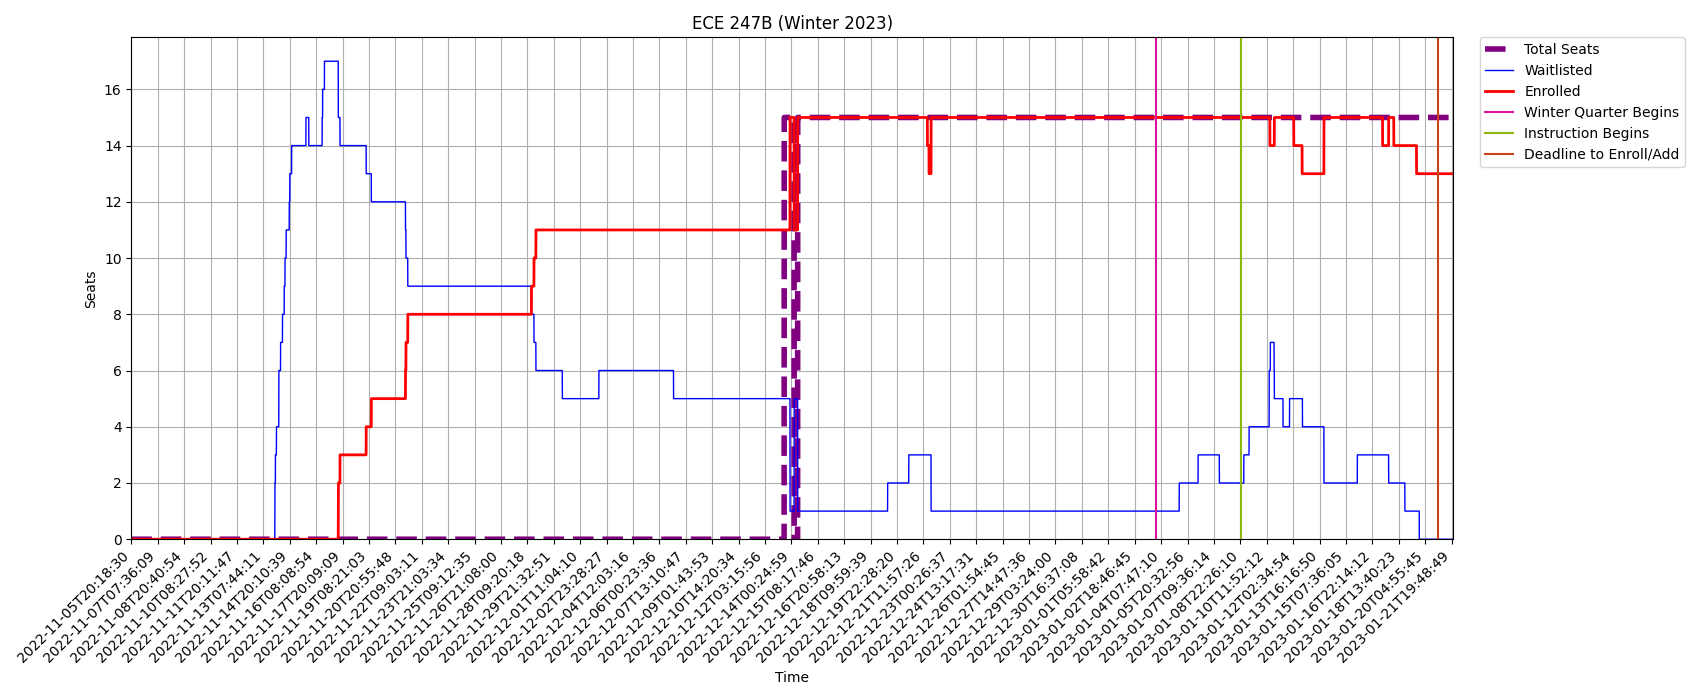 ECE 247B (Winter 2023)
Total Seats
Waitlisted
Enrolled
Winter Quarter Begins
Instruction Begins
Deadline to Enroll/Add
Seats
16
14
12
10
8
6
4
2
0
2022-11-05T20:18:30
2022-11-07T07:36:09
2022-11-08T20:40:54
2022-11-10T08:27:52
2022-11-11T20:11:47
2022-11-13T07:44:11
2022-11-14T20:10:39
2022-11-16T08:08:54
2022-11-17T20:09:09
2022-11-19T08:21:03
2022-11-20T20:55:48
2022-11-22T09:03:11
2022-11-23T21:03:34
2022-11-25T09:12:35
2022-11-26T21:08:00
2022-11-28T09:20:18
2022-11-29T21:32:51
2022-12-01T11:04:10
2022-12-02T23:28:27
2022-12-04T12:03:16
2022-12-06T00:23:36
2022-12-07T13:10:47
2022-12-09T01:43:53
2022-12-10T14:20:34
2022-12-12T03:15:56
2022-12-14T00:24:59
2022-12-15T08:17:46
2022-12-16T20:58:13
2022-12-18T09:59:39
2022-12-19T22:28:20
2022-12-21T11:57:26
2022-12-23T00:26:37
2022-12-24T13:17:31
2022-12-26T01:54:45
2022-12-27T14:47:36
2022-12-29T03:24:00
2022-12-30T16:37:08
2023-01-01T05:58:42
2023-01-02T18:46:45
2023-01-04T07:47:10
2023-01-05T20:32:56
2023-01-07T09:36:14
2023-01-08T22:26:10
2023-01-10T11:52:12
2023-01-12T02:34:54
2023-01-13T16:16:50
2023-01-15T07:36:05
2023-01-16T22:14:12
2023-01-18T13:40:23
2023-01-20T04:55:45
2023-01-21T19:48:49
Time